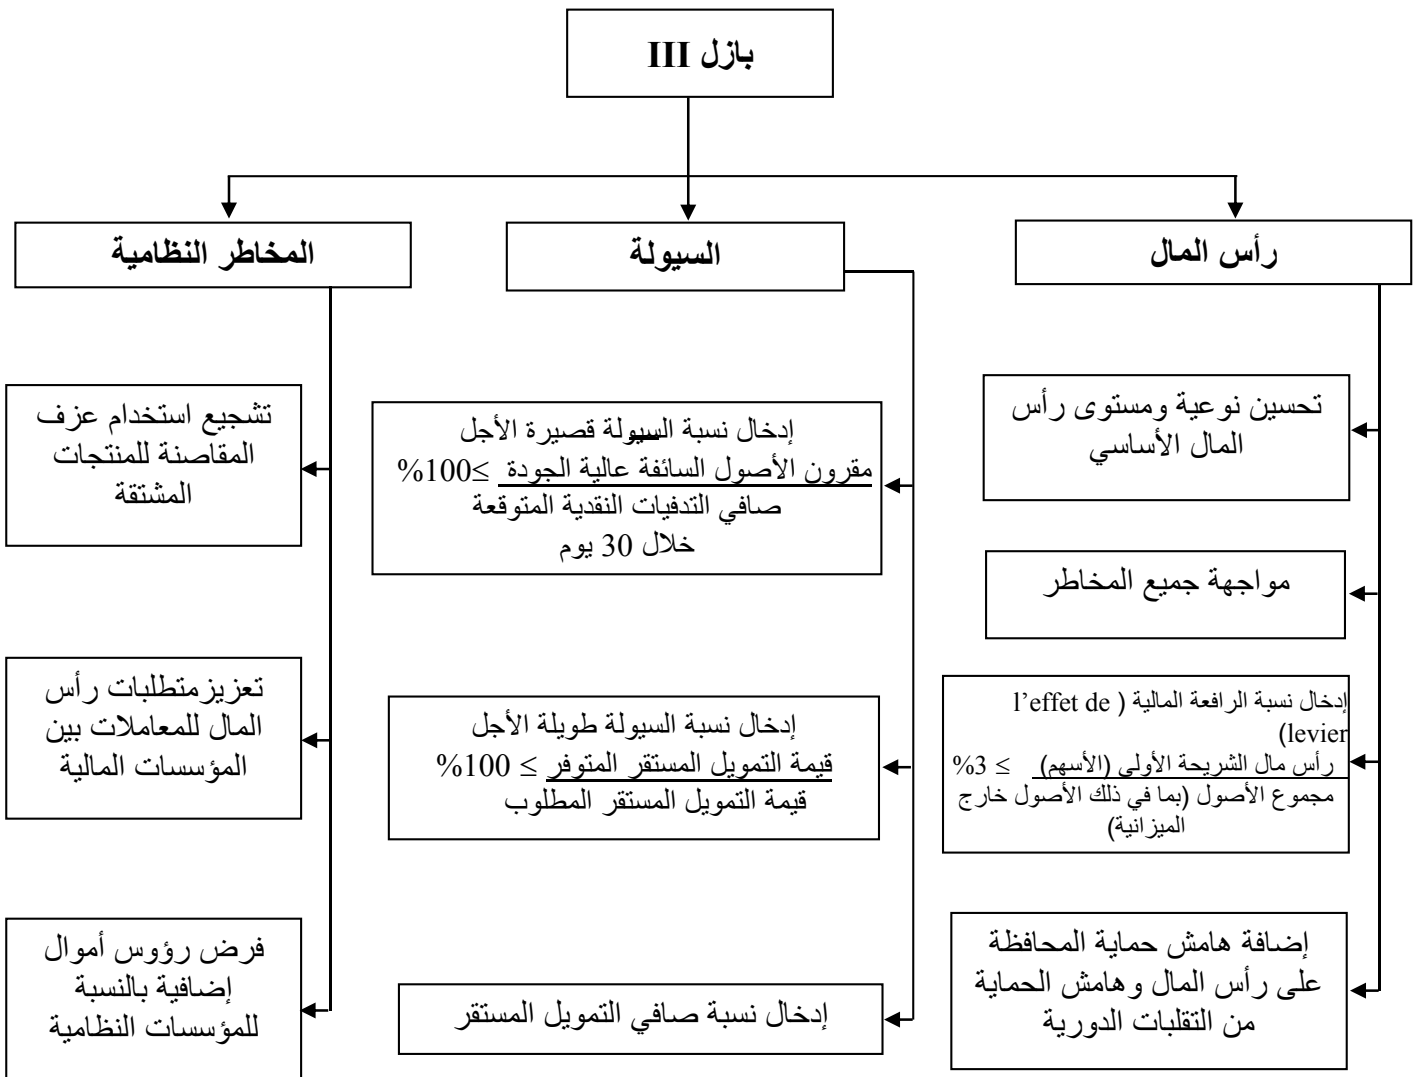 بازل III
رأس المال
السيولة
المخاطر النظامية
تحسين نوعية ومستوى رأس
المال الأساسي
مواجهة جميع المخاطر
إدخال نسبة الرافعة المالية ( l’effet de
levier)
رأس مال الشريحة الأولى (الأسهم) ≥ 3%
مجموع الأصول (بما في ذلك الأصول خارج
الميزانية)
إضافة هامش حماية المحافظة
على رأس المال وهامش الحماية
من التقلبات الدورية
إدخال نسبة السيولة قصيرة الأجل
مقرون الأصول السائفة عالية الجودة ≥100%
صافي التدفيات النقدية المتوقعة
خلال 30 يوم
إدخال نسبة السيولة طويلة الأجل
قيمة التمويل المستقر المتوفر ≥ 100%
قيمة التمويل المستقر المطلوب
إدخال نسبة صافي التمويل المستقر
تشجيع استخدام عزف
المقاصنة للمنتجات
المشتقة
تعزيزمتطلبات رأس
المال للمعاملات بين
المؤسسات المالية
فرض رؤوس أموال
إضافية بالنسبة
للمؤسسات النظامية